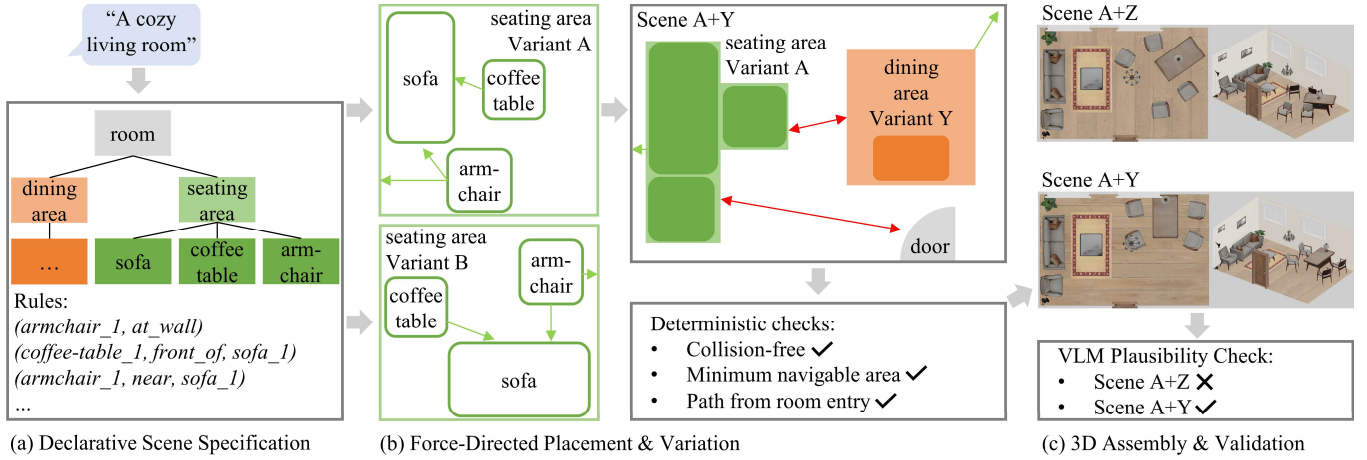 “A cozy
living room”
room
dining
area
seating
area
...
sofa
coffee
table
arm-
chair
Rules:
(armchair_1, at_wall)
(coffee-table_1, front_of, sofa_1)
(armchair_1, near, sofa_1)
...
(a) Declarative Scene Specification
seating area
Variant A
sofa
coffee
table
arm-
chair
seating area
Variant B
coffee
table
arm-
chair
sofa
Scene A+Y
seating area
Variant A
dining
area
Variant Y
door
Deterministic checks:
• Collision-free ✓
• Minimum navigable area ✓
• Path from room entry ✓
(b) Force-Directed Placement & Variation
Scene A+Z
Scene A+Y
VLM Plausibility Check:
• Scene A+Z ✕
• Scene A+Y ✓
(c) 3D Assembly & Validation